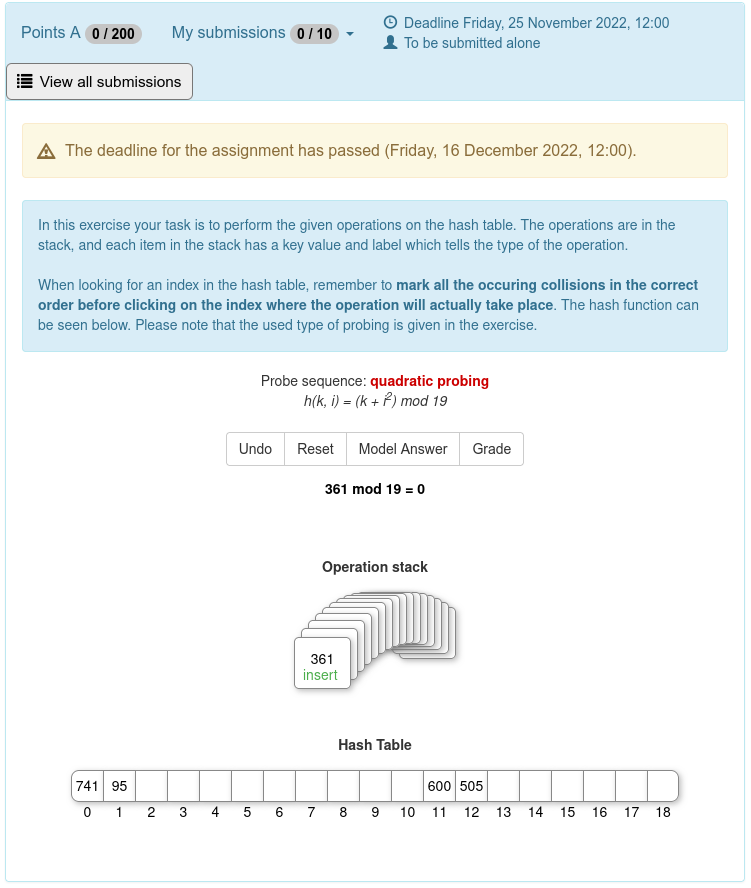 Points A 0 / 200 My submissions 0 / 10 Deadline Friday, 25 November 2022, 12:00
To be submitted alone
View all submissions
The deadline for the assignment has passed (Friday, 16 December 2022, 12:00).
In this exercise your task is to perform the given operations on the hash table. The operations are in the
stack, and each item in the stack has a key value and label which tells the type of the operation.
When looking for an index in the hash table, remember to mark all the occuring collisions in the correct
order before clicking on the index where the operation will actually take place. The hash function can
be seen below. Please note that the used type of probing is given in the exercise.
Probe sequence: quadratic probing
h(k, i) = (k + i²) mod 19
Undo Reset Model Answer Grade
361 mod 19 = 0
Operation stack
361
insert
Hash Table
741 95 600 505
0 1 2 3 4 5 6 7 8 9 10 11 12 13 14 15 16 17 18